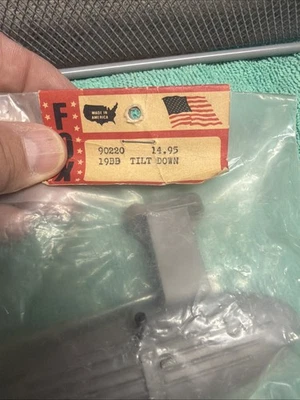 MADE IN
AMERICA
90220 14.95
19BB TILT DOWN